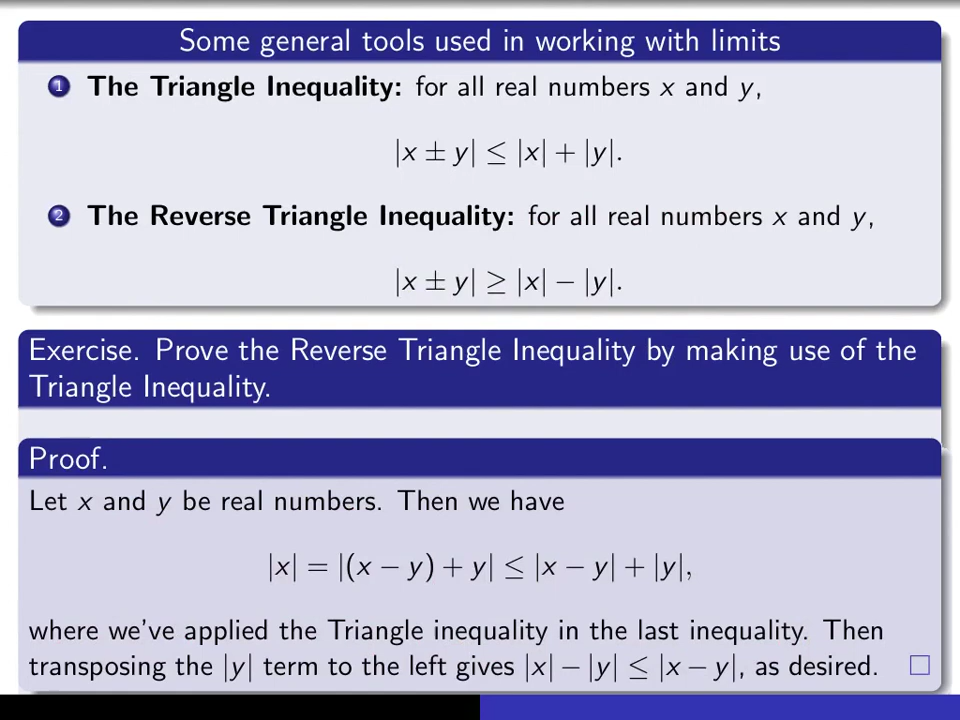 Some general tools used in working with limits
1 The Triangle Inequality: for all real numbers x and y,
|x ± y| ≤ |x| + |y|.
2 The Reverse Triangle Inequality: for all real numbers x and y,
|x ± y| ≥ |x| − |y|.
Exercise. Prove the Reverse Triangle Inequality by making use of the
Triangle Inequality.
Proof.
Let x and y be real numbers. Then we have
|x| = |(x − y) + y| ≤ |x − y| + |y|,
where we've applied the Triangle inequality in the last inequality. Then
transposing the |y| term to the left gives |x| − |y| ≤ |x − y|, as desired. □